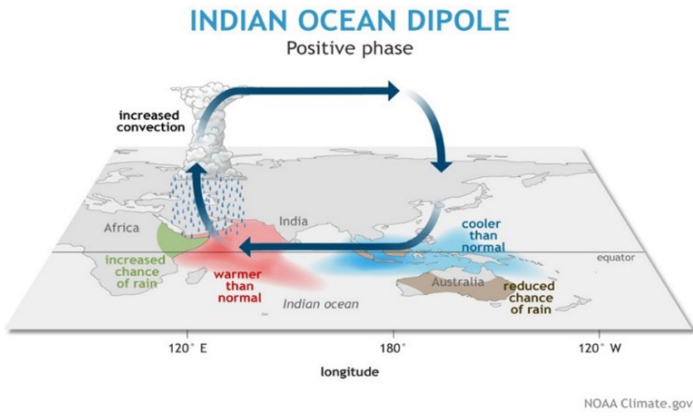 INDIAN OCEAN DIPOLE
Positive phase
increased
convection
Africa
India
cooler
than
normal
equator
increased
chance
of rain
warmer
than
normal
Indian ocean
Australia
reduced
chance
of rain
120° E
180°
120° W
longitude
NOAA Climate.gov